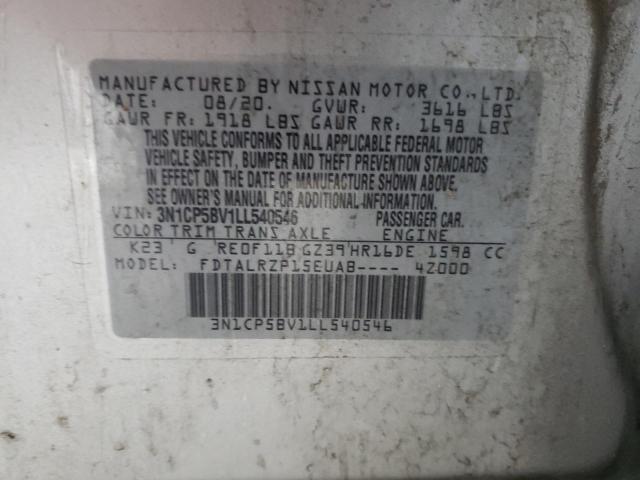 MANUFACTURED BY NISSAN MOTOR CO., LTD.
DATE: 08/20. GVWR: 3616 LBS
GAWR FR: 1918 LBS GAWR RR: 1698 LBS
THIS VEHICLE CONFORMS TO ALL APPLICABLE FEDERAL MOTOR
VEHICLE SAFETY, BUMPER AND THEFT PREVENTION STANDARDS
IN EFFECT ON THE DATE OF MANUFACTURE SHOWN ABOVE.
SEE OWNER'S MANUAL FOR ADDITIONAL INFORMATION.
VIN: 3N1CP5BV1LL540546 PASSENGER CAR.
COLOR TRIM TRANS AXLE ENGINE
K23 G RE0F11B GZ39 HR16DE 1598 CC
FDTALRZP15EUAB---- 4Z000
3N1CP5BV1LL540546